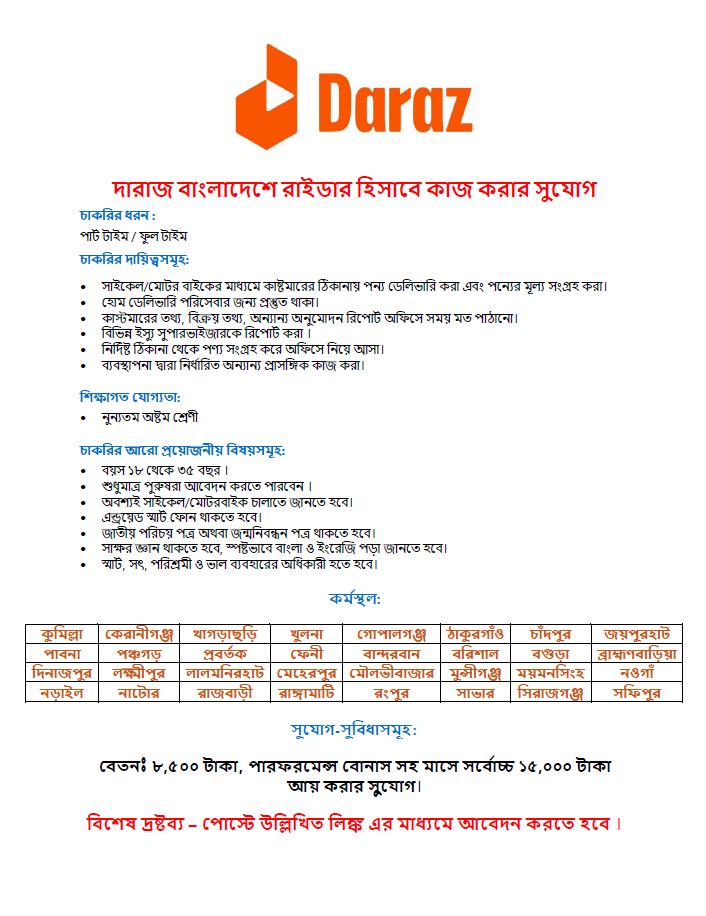 Daraz
দারাজ বাংলাদেশে রাইডার হিসাবে কাজ করার সুযোগ
চাকরির ধরন :
পার্ট টাইম / ফুল টাইম
চাকরির দায়িত্বসমূহ:
• সাইকেল/মোটর বাইকের মাধ্যমে কাষ্টমারের ঠিকানায় পন্য ডেলিভারি করা এবং পন্যের মূল্য সংগ্রহ করা।
• হোম ডেলিভারি পরিসেবার জন্য প্রস্তুত থাকা।
• কাস্টমারের তথ্য, বিক্রয় তথ্য, অন্যান্য অনুমোদন রিপোর্ট অফিসে সময় মত পাঠানো।
• বিভিন্ন ইস্যু সুপারভাইজারকে রিপোর্ট করা ।
• নির্দিষ্ট ঠিকানা থেকে পণ্য সংগ্রহ করে অফিসে নিয়ে আসা।
• ব্যবস্থাপনা দ্বারা নির্ধারিত অন্যান্য প্রাসঙ্গিক কাজ করা।
শিক্ষাগত যোগ্যতা:
• নুন্যতম অষ্টম শ্রেণী
চাকরির আরো প্রয়োজনীয় বিষয়সমূহ:
• বয়স ১৮ থেকে ৩৫ বছর ।
• শুধুমাত্র পুরুষরা আবেদন করতে পারবেন ।
• অবশ্যই সাইকেল/মোটরবাইক চালাতে জানতে হবে।
• এন্ড্রয়েড স্মার্ট ফোন থাকতে হবে।
• জাতীয় পরিচয় পত্র অথবা জন্মনিবন্ধন পত্র থাকতে হবে।
• সাক্ষর জ্ঞান থাকতে হবে, স্পষ্টভাবে বাংলা ও ইংরেজি পড়া জানতে হবে।
• স্মার্ট, সৎ, পরিশ্রমী ও ভাল ব্যবহারের অধিকারী হতে হবে।
কর্মস্থল:
কুমিল্লা কেরানীগঞ্জ খাগড়াছড়ি খুলনা গোপালগঞ্জ ঠাকুরগাঁও চাঁদপুর জয়পুরহাট
পাবনা পঞ্চগড় প্রবর্তক ফেনী বান্দরবান বরিশাল বগুড়া ব্রাহ্মণবাড়িয়া
দিনাজপুর লক্ষ্মীপুর লালমনিরহাট মেহেরপুর মৌলভীবাজার মুন্সীগঞ্জ ময়মনসিংহ নওগাঁ
নড়াইল নাটোর রাজবাড়ী রাঙ্গামাটি রংপুর সাভার সিরাজগঞ্জ সফিপুর
সুযোগ-সুবিধাসমূহ:
বেতনঃ ৮,৫০০ টাকা, পারফরমেন্স বোনাস সহ মাসে সর্বোচ্চ ১৫,০০০ টাকা
আয় করার সুযোগ।
বিশেষ দ্রষ্টব্য – পোস্টে উল্লিখিত লিঙ্ক এর মাধ্যমে আবেদন করতে হবে ।